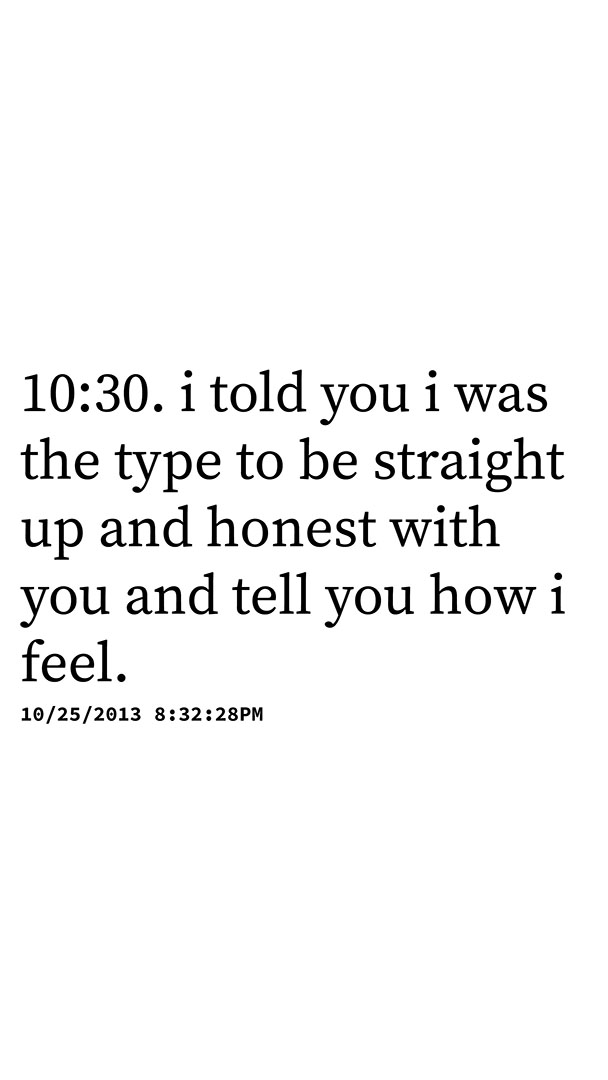 10:30. i told you i was
the type to be straight
up and honest with
you and tell you how i
feel.
10/25/2013 8:32:28PM